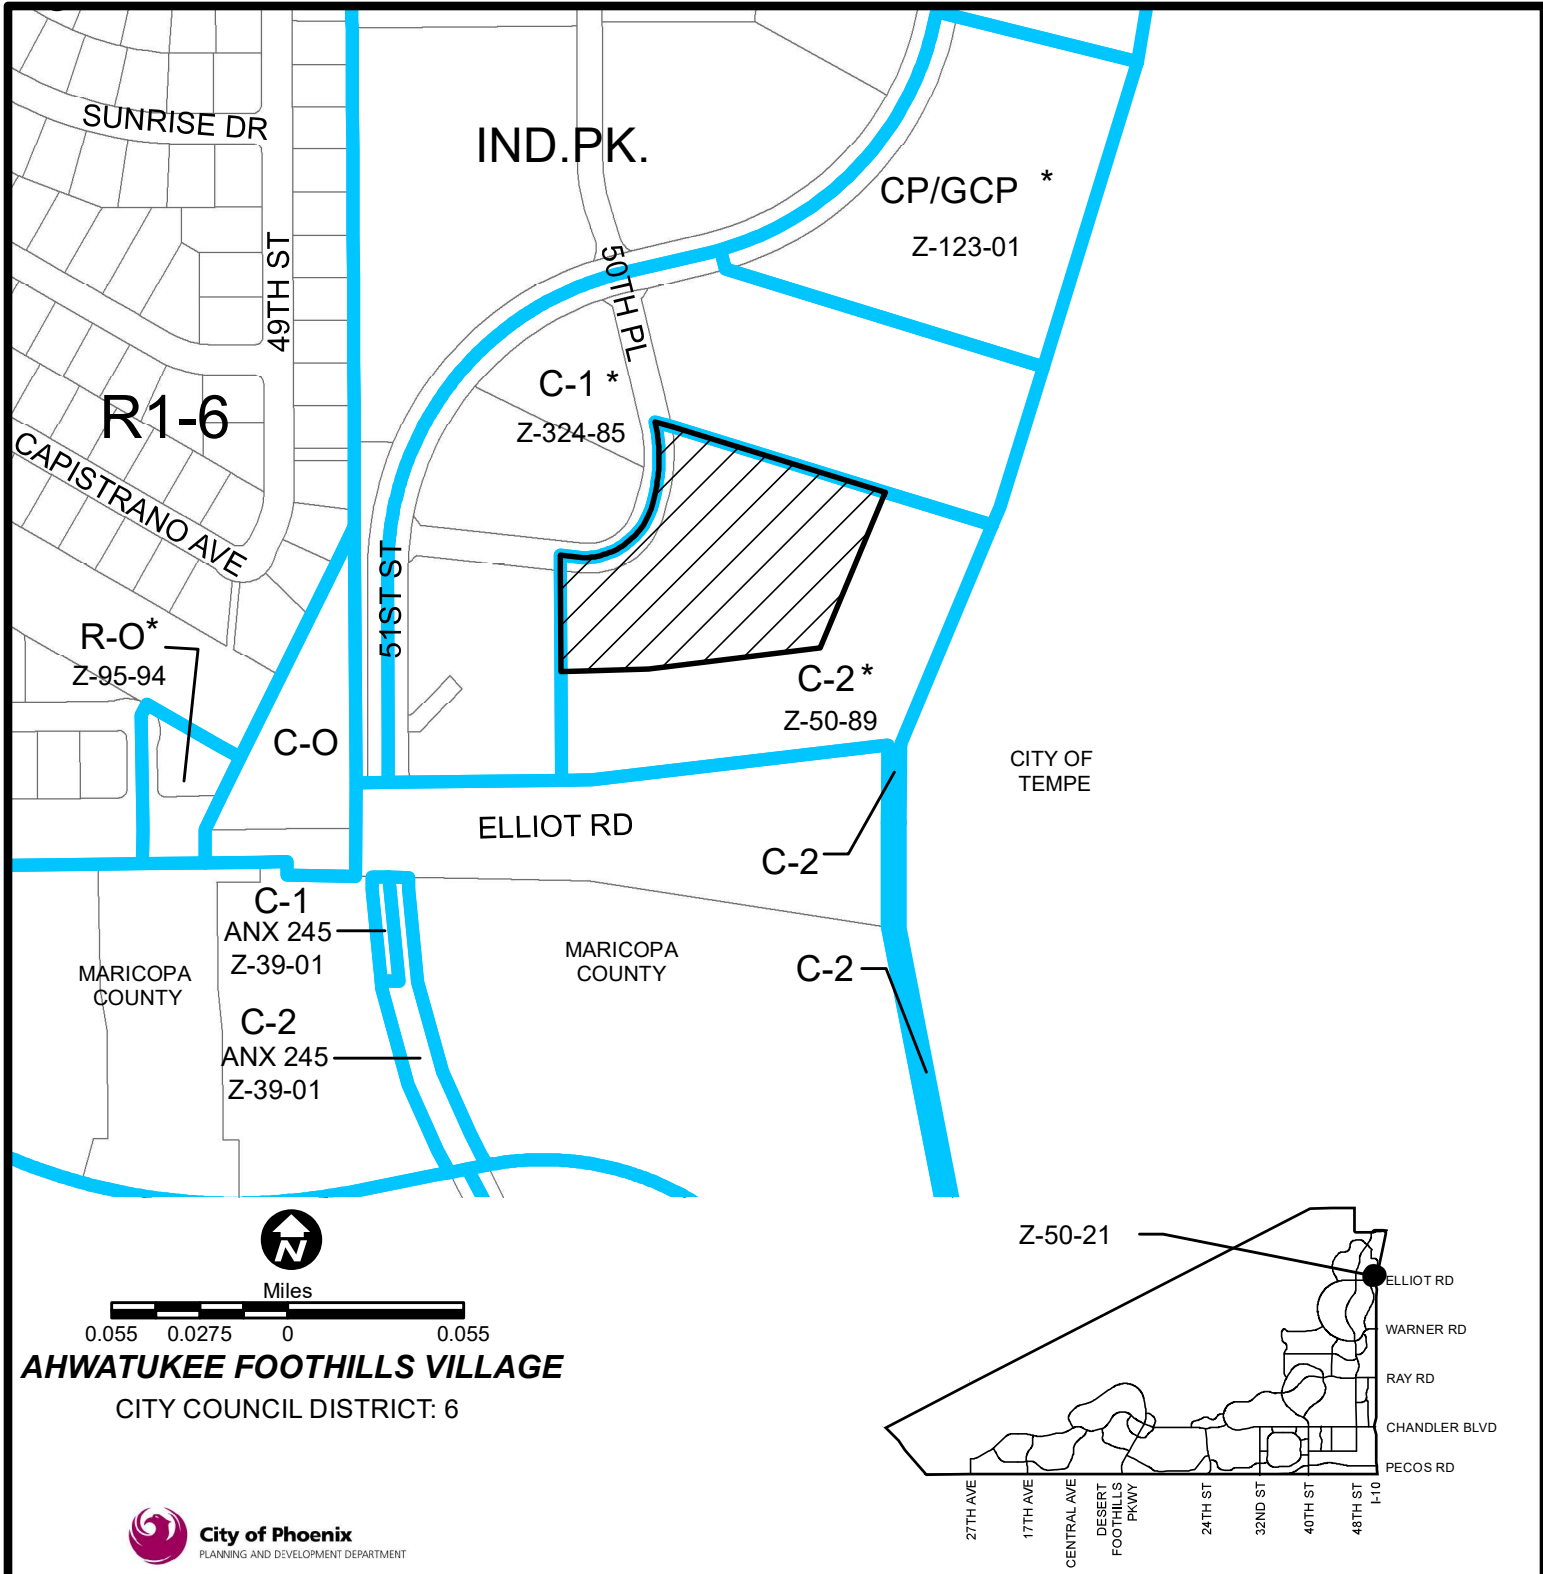 SUNRISE DR
IND.PK.
CP/GCP *
Z-123-01
49TH ST
50TH PL
C-1 *
Z-324-85
R1-6
CAPISTRANO AVE
51ST ST
R-O*
Z-95-94
C-2 *
Z-50-89
C-O
CITY OF
TEMPE
ELLIOT RD
C-2
C-1
ANX 245
Z-39-01
MARICOPA
COUNTY
MARICOPA
COUNTY
C-2
C-2
ANX 245
Z-39-01
N
Miles
0.055 0.0275 0 0.055
AHWATUKEE FOOTHILLS VILLAGE
CITY COUNCIL DISTRICT: 6
City of Phoenix
PLANNING AND DEVELOPMENT DEPARTMENT
Z-50-21
ELLIOT RD
WARNER RD
RAY RD
CHANDLER BLVD
PECOS RD
27TH AVE
17TH AVE
CENTRAL AVE
DESERT
FOOTHILLS
PKWY
24TH ST
32ND ST
40TH ST
48TH ST
I-10